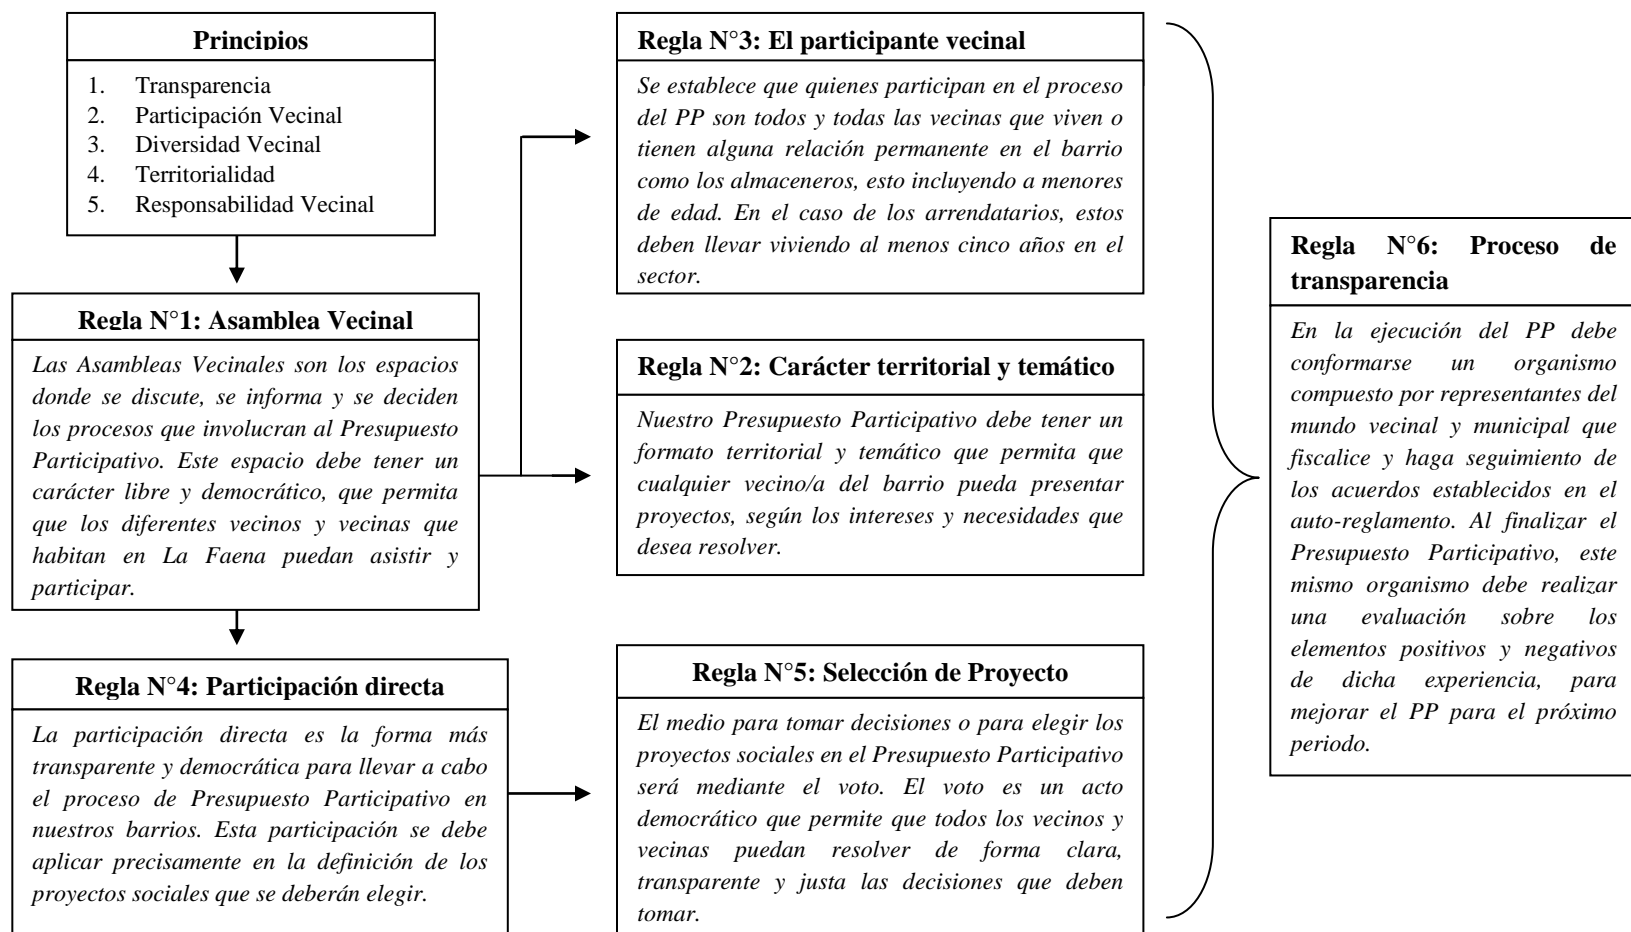 Principios
1. Transparencia
2. Participación Vecinal
3. Diversidad Vecinal
4. Territorialidad
5. Responsabilidad Vecinal
Regla N°1: Asamblea Vecinal
Las Asambleas Vecinales son los espacios
donde se discute, se informa y se deciden
los procesos que involucran al Presupuesto
Participativo. Este espacio debe tener un
carácter libre y democrático, que permita
que los diferentes vecinos y vecinas que
habitan en La Faena puedan asistir y
participar.
Regla N°4: Participación directa
La participación directa es la forma más
transparente y democrática para llevar a cabo
el proceso de Presupuesto Participativo en
nuestros barrios. Esta participación se debe
aplicar precisamente en la definición de los
proyectos sociales que se deberán elegir.
Regla N°3: El participante vecinal
Se establece que quienes participan en el proceso
del PP son todos y todas las vecinas que viven o
tienen alguna relación permanente en el barrio
como los almaceneros, esto incluyendo a menores
de edad. En el caso de los arrendatarios, estos
deben llevar viviendo al menos cinco años en el
sector.
Regla N°2: Carácter territorial y temático
Nuestro Presupuesto Participativo debe tener un
formato territorial y temático que permita que
cualquier vecino/a del barrio pueda presentar
proyectos, según los intereses y necesidades que
desea resolver.
Regla N°5: Selección de Proyecto
El medio para tomar decisiones o para elegir los
proyectos sociales en el Presupuesto Participativo
será mediante el voto. El voto es un acto
democrático que permite que todos los vecinos y
vecinas puedan resolver de forma clara,
transparente y justa las decisiones que deben
tomar.
Regla N°6: Proceso de
transparencia
En la ejecución del PP debe
conformarse un organismo
compuesto por representantes del
mundo vecinal y municipal que
fiscalice y haga seguimiento de
los acuerdos establecidos en el
auto-reglamento. Al finalizar el
Presupuesto Participativo, este
mismo organismo debe realizar
una evaluación sobre los
elementos positivos y negativos
de dicha experiencia, para
mejorar el PP para el próximo
periodo.